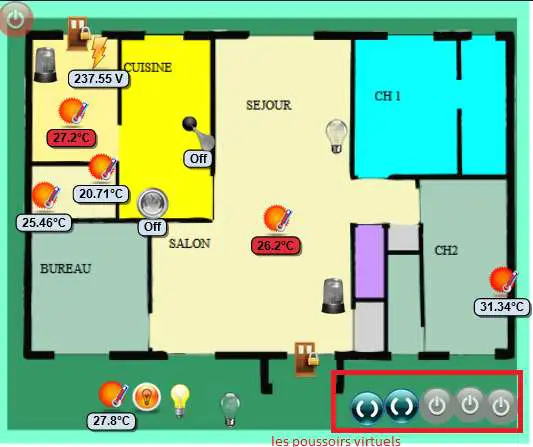 237.55 V
CUISINE
CH 1
SEJOUR
27.2°C
Off
20.71°C
25.46°C
Off
SALON
26.2°C
CH2
BUREAU
31.34°C
27.8°C
les poussoirs virtuels